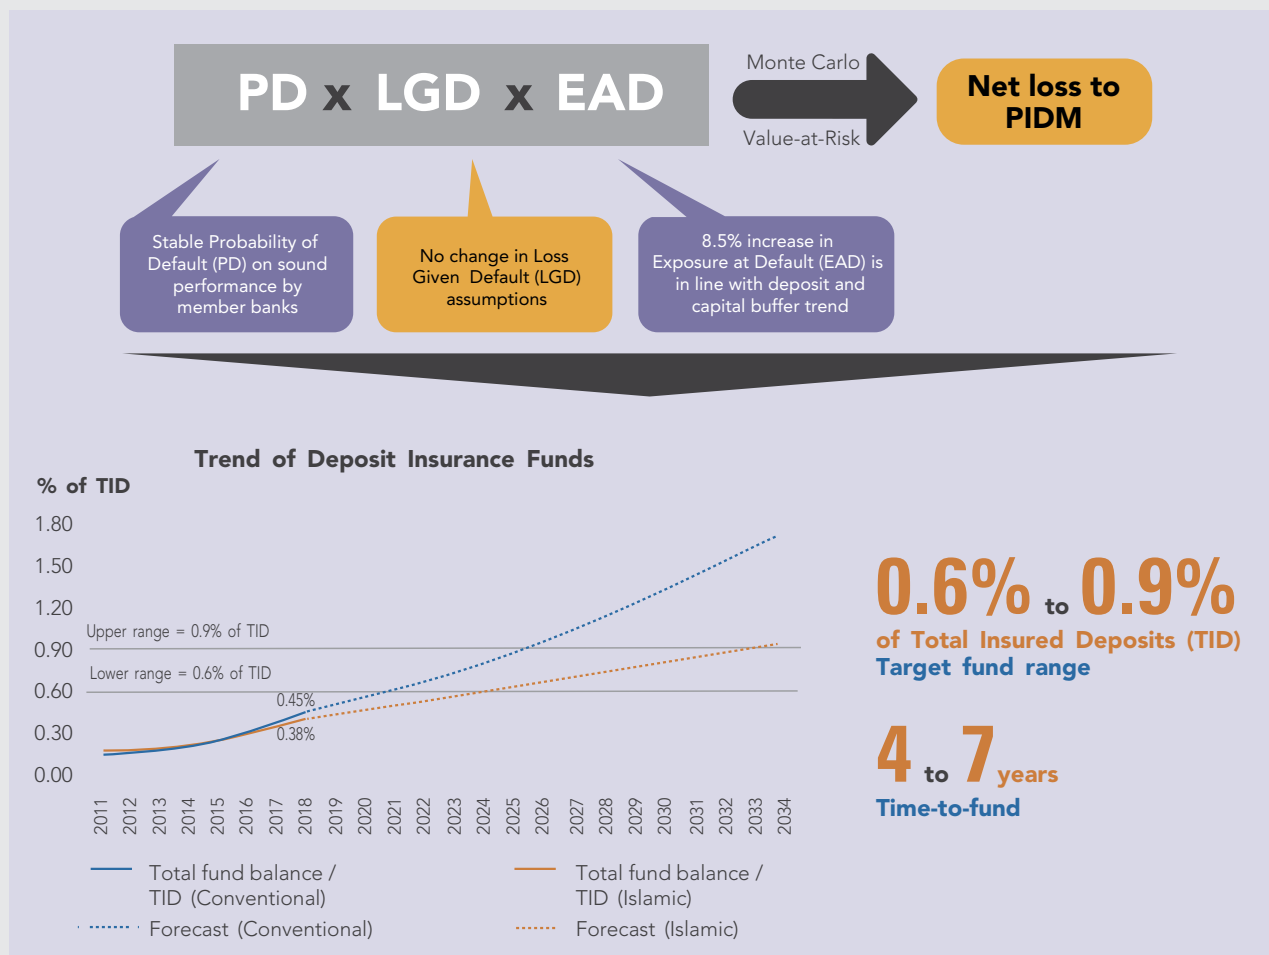 PD x LGD x EAD
Monte Carlo
Value-at-Risk
Net loss to
PIDM
Stable Probability of
Default (PD) on sound
performance by
member banks
No change in Loss
Given Default (LGD)
assumptions
8.5% increase in
Exposure at Default (EAD) is
in line with deposit and
capital buffer trend
Trend of Deposit Insurance Funds
% of TID
1.80
1.50
1.20
0.90
0.60
0.30
0.00
Upper range = 0.9% of TID
Lower range = 0.6% of TID
0.45%
0.38%
2011
2012
2013
2014
2015
2016
2017
2018
2019
2020
2021
2022
2023
2024
2025
2026
2027
2028
2029
2030
2031
2032
2033
2034
Total fund balance /
TID (Conventional)
Forecast (Conventional)
Total fund balance /
TID (Islamic)
Forecast (Islamic)
0.6% to 0.9%
of Total Insured Deposits (TID)
Target fund range
4 to 7 years
Time-to-fund